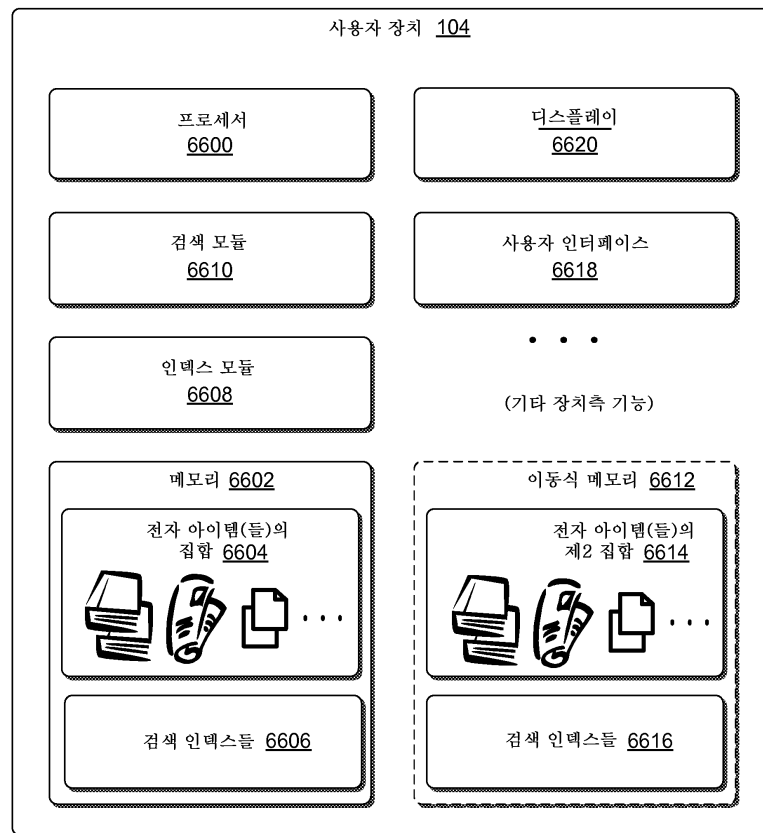 사용자 장치 104
프로세서
6600
디스플레이
6620
검색 모듈
6610
사용자 인터페이스
6618
인덱스 모듈
6608
• • •
(기타 장치측 기능)
메모리 6602
전자 아이템(들)의
집합 6604
• • •
검색 인덱스들 6606
이동식 메모리 6612
전자 아이템(들)의
제2 집합 6614
• • •
검색 인덱스들 6616